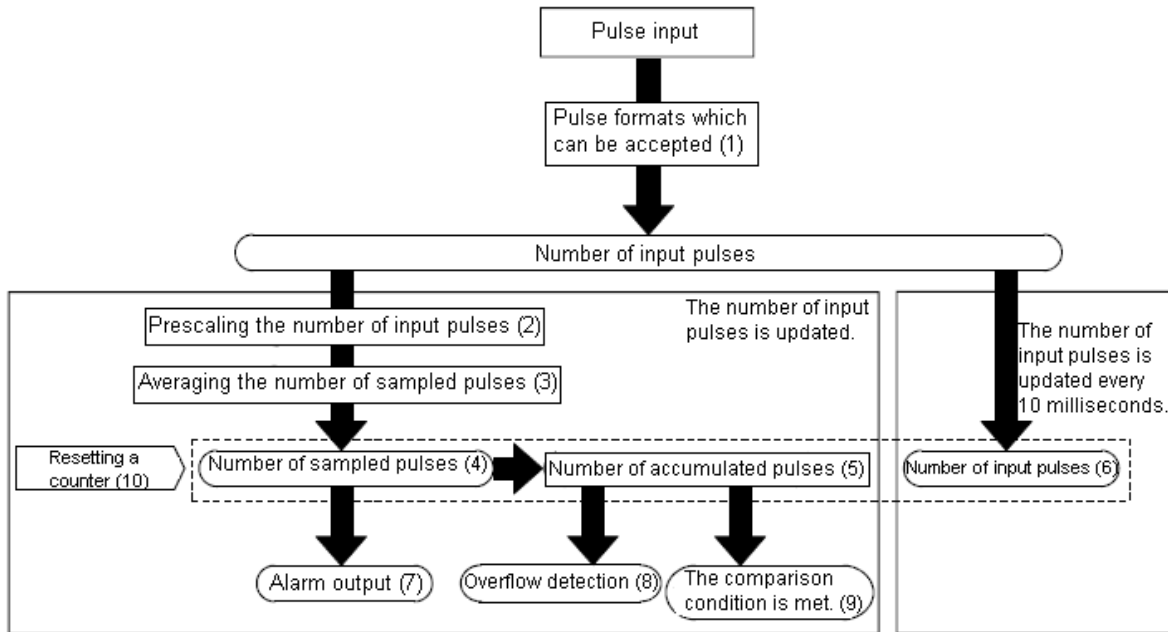 Pulse input
Pulse formats which
can be accepted (1)
Number of input pulses
The number of input
pulses is updated.
Prescaling the number of input pulses (2)
Averaging the number of sampled pulses (3)
The number of
input pulses is
updated every
10 milliseconds.
Resetting a
counter (10)
Number of sampled pulses (4)
Number of accumulated pulses (5)
Number of input pulses (6)
Alarm output (7)
Overflow detection (8)
The comparison
condition is met. (9)